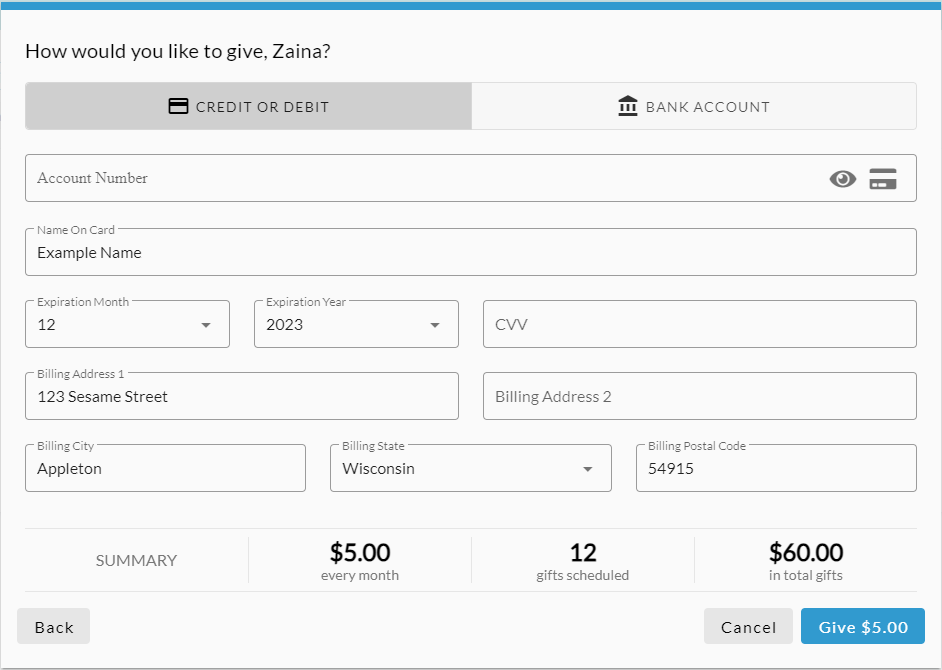 How would you like to give, Zaina?
CREDIT OR DEBIT BANK ACCOUNT
Account Number
Name On Card
Example Name
Expiration Month Expiration Year
12 2023 CVV
Billing Address 1
123 Sesame Street Billing Address 2
Billing City Billing State Billing Postal Code
Appleton Wisconsin 54915
SUMMARY $5.00 12 $60.00
every month gifts scheduled in total gifts
Back Cancel Give $5.00